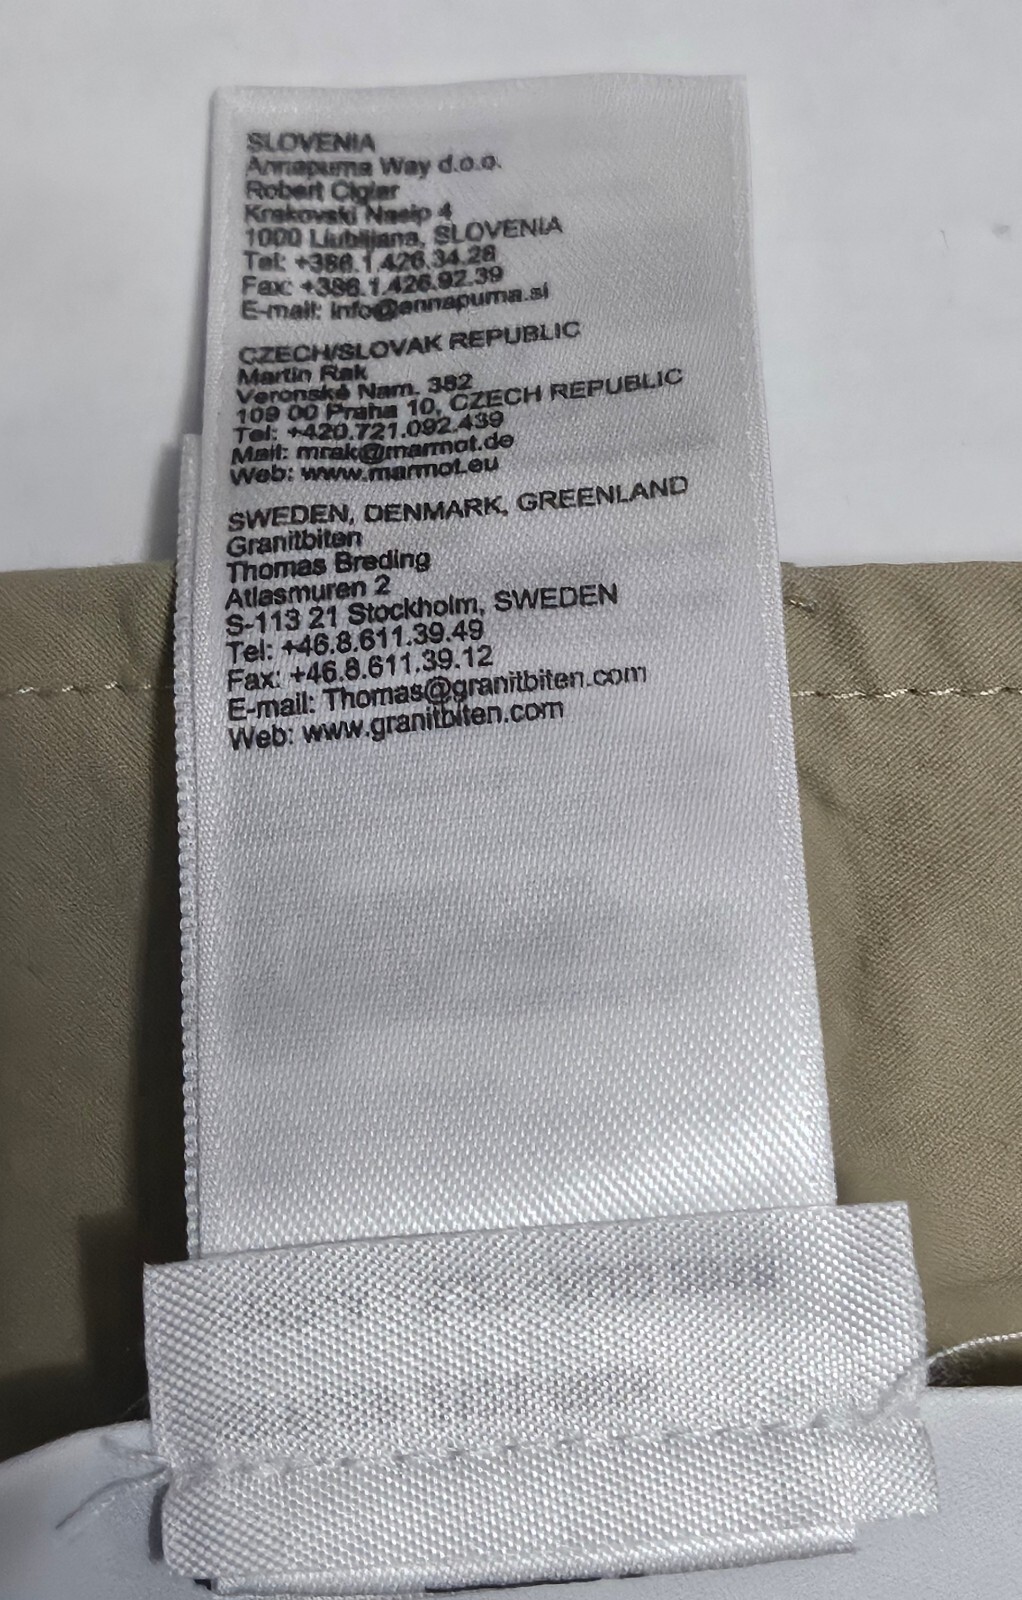 SLOVENIA
Annapurna Way d.o.o.
Robert Cigler
Krakovski Nasip 4
1000 Ljubljana, SLOVENIA
Tel: +386.1.426.34.28
Fax: +386.1.426.92.39
E-mail: info@annapurna.si
CZECH/SLOVAK REPUBLIC
Martin Rak
Veronské Nam. 382
109 00 Praha 10, CZECH REPUBLIC
Tel: +420.721.092.439
Mail: mrak@marmot.de
Web: www.marmot.eu
SWEDEN, DENMARK, GREENLAND
Granitbiten
Thomas Breding
Atlasmuren 2
S-113 21 Stockholm, SWEDEN
Tel: +46.8.611.39.49
Fax: +46.8.611.39.12
E-mail: Thomas@granitbiten.com
Web: www.granitbiten.com